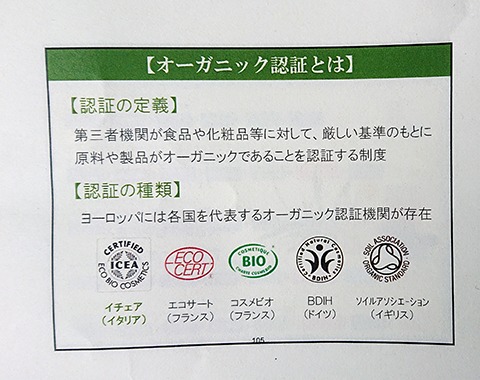 【オーガニック認証とは】
【認証の定義】
第三者機関が食品や化粧品等に対して、厳しい基準のもとに
原料や製品がオーガニックであることを認証する制度
【認証の種類】
ヨーロッパには各国を代表するオーガニック認証機関が存在
CERTIFIED
ICEA
ECO BIO COSMETICS
ECO
CERT
COSMETIQUE
BIO
CHARTE COSMEBIO
Certified Natural Cosmetics
BDIH
SOIL ASSOCIATION
ORGANIC STANDARD
イチェア エコサート コスメビオ BDIH ソイルアソシエーション
(イタリア) (フランス) (フランス) (ドイツ) (イギリス)
105